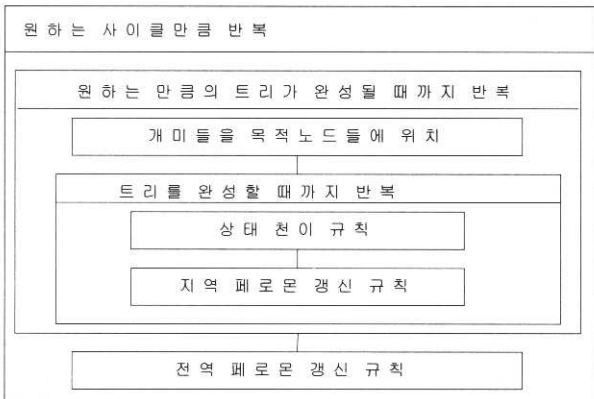 원하는 사이클만큼 반복
원하는 만큼의 트리가 완성될 때까지 반복
개미들을 목적노드들에 위치
트리를 완성할 때까지 반복
상태 천이 규칙
지역 페로몬 갱신 규칙
전역 페로몬 갱신 규칙